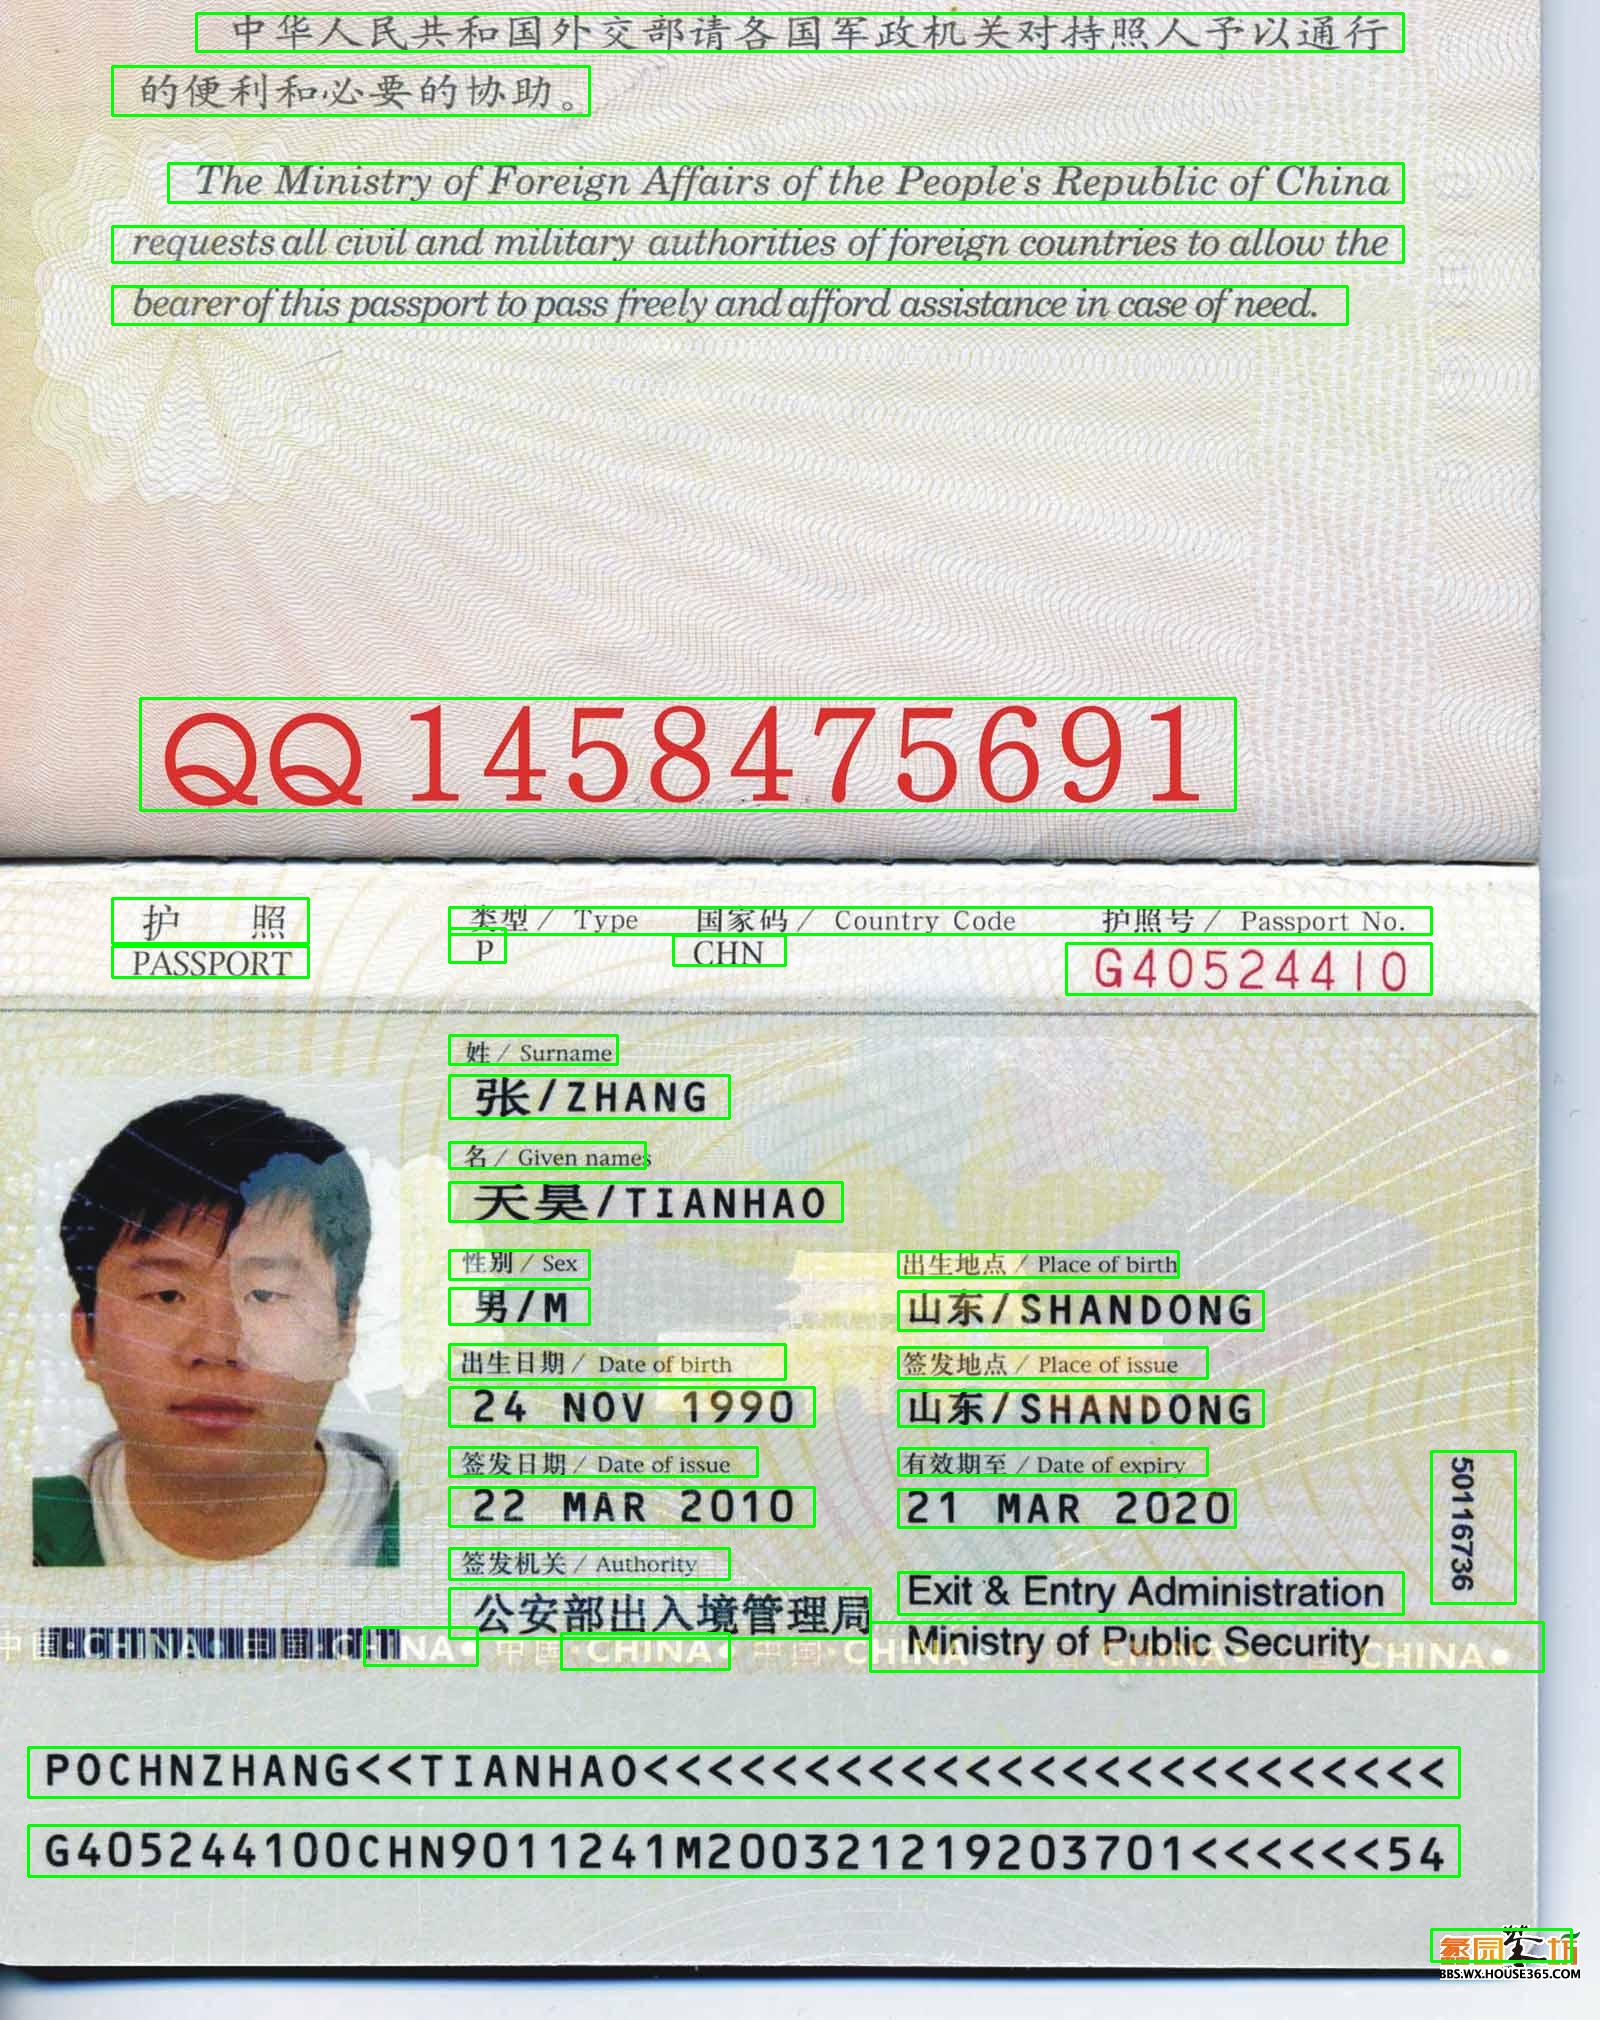 中华人民共和国外交部请各国军政机关对持照人予以通行
的便利和必要的协助。
The Ministry of Foreign Affairs of the People's Republic of China
requests all civil and military authorities of foreign countries to allow the
bearer of this passport to pass freely and afford assistance in case of need.
QQ 1458475691
护 照 类型 / Type 国家码 / Country Code 护照号 / Passport No.
PASSPORT P CHN G40524410
姓 / Surname
张/ZHANG
名 / Given names
天昊/TIANHAO
性别 / Sex 出生地点 / Place of birth
男/M 山东/SHANDONG
出生日期 / Date of birth 签发地点 / Place of issue
24 NOV 1990 山东/SHANDONG
签发日期 / Date of issue 有效期至 / Date of expiry
22 MAR 2010 21 MAR 2020
50116736
签发机关 / Authority
公安部出入境管理局 Exit & Entry Administration
Ministry of Public Security
中国·CHINA• 中国·CHINA• 中国·CHINA• 中国·CHINA• 中国·CHINA• 中国·CHINA•
POCHNZHANG<<TIANHAO<<<<<<<<<<<<<<<<<<<<<<<<<<
G405244100CHN9011241M200321219203701<<<<<<54
BBS.WX.HOUSE365.COM